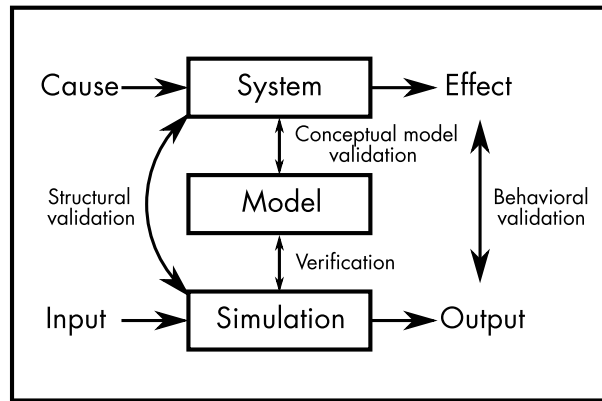 Cause
System
Effect
Conceptual model
validation
Structural
validation
Model
Behavioral
validation
Verification
Input
Simulation
Output